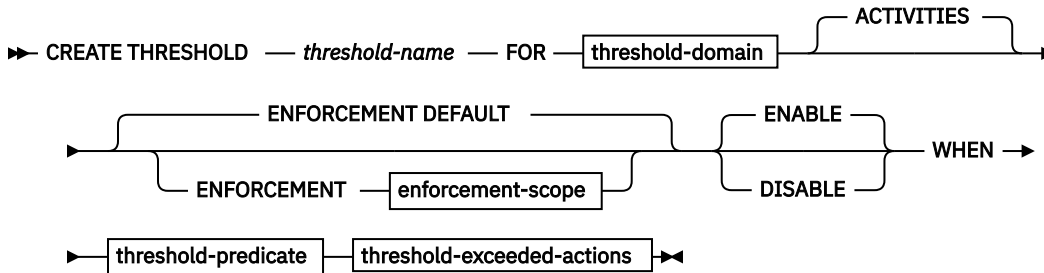 ACTIVITIES
CREATE THRESHOLD threshold-name FOR threshold-domain
ENFORCEMENT DEFAULT ENABLE
WHEN
ENFORCEMENT enforcement-scope DISABLE
threshold-predicate threshold-exceeded-actions